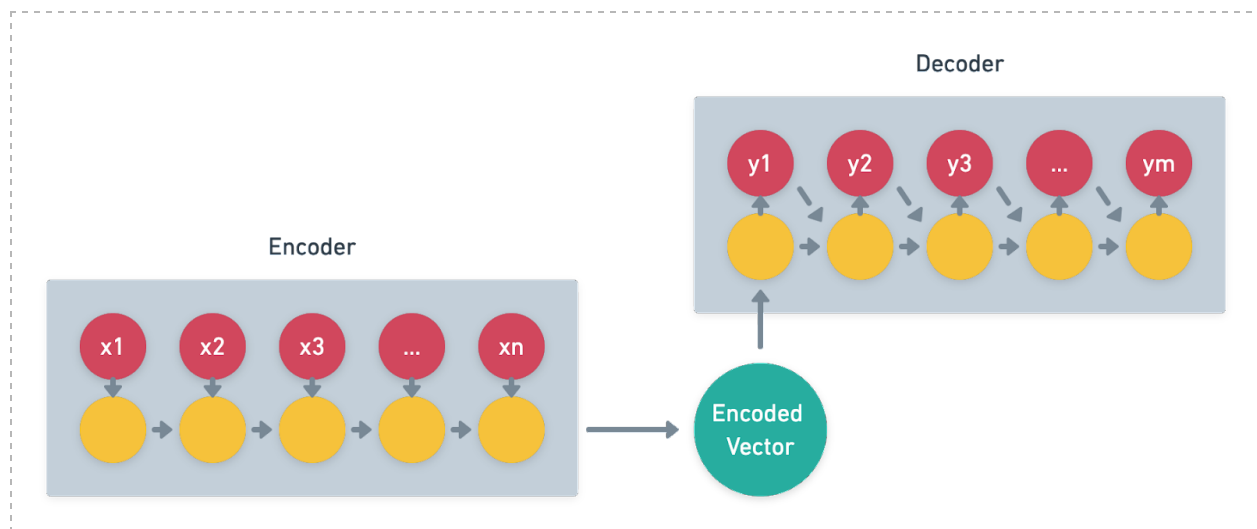 Decoder
y1 y2 y3 ... ym
Encoder
x1 x2 x3 ... xn
Encoded
Vector